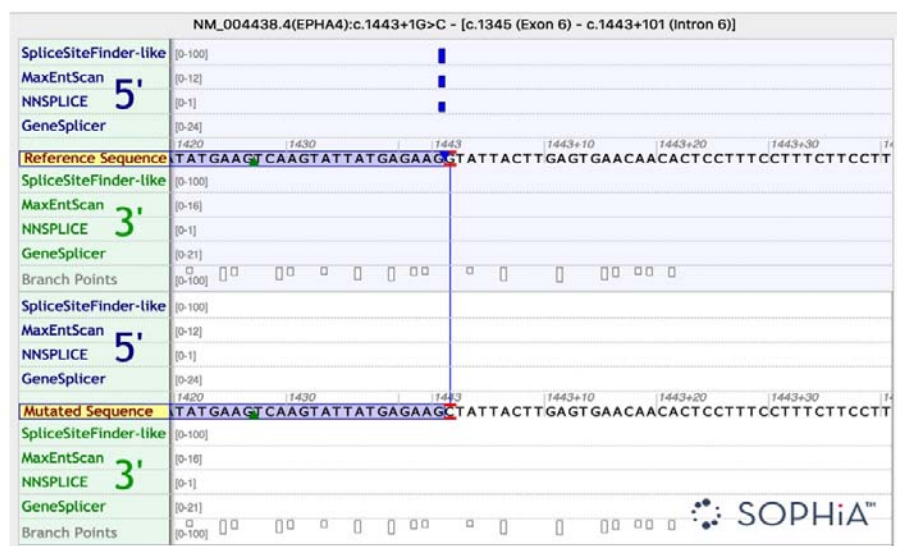 NM_004438.4(EPHA4):c.1443+1G>C - [c.1345 (Exon 6) - c.1443+101 (Intron 6)]
SpliceSiteFinder-like [0-100]
MaxEntScan [0-12]
5'
NNSPLICE [0-1]
GeneSplicer [0-24]
1420 1430 1443 1443+10 1443+20 1443+30
Reference Sequence TATGAAGTCAAGTATTATGAGAAGGTATTACTTGAGTGAACAACACTCCTTTCCTTTCTTCCTT
SpliceSiteFinder-like [0-100]
MaxEntScan [0-16]
3'
NNSPLICE [0-1]
GeneSplicer [0-21]
Branch Points [0-100]
SpliceSiteFinder-like [0-100]
MaxEntScan [0-12]
5'
NNSPLICE [0-1]
GeneSplicer [0-24]
1420 1430 1443 1443+10 1443+20 1443+30
Mutated Sequence TATGAAGTCAAGTATTATGAGAAGCTATTACTTGAGTGAACAACACTCCTTTCCTTTCTTCCTT
SpliceSiteFinder-like [0-100]
MaxEntScan [0-16]
3'
NNSPLICE [0-1]
GeneSplicer [0-21]
Branch Points [0-100]
SOPHiA™